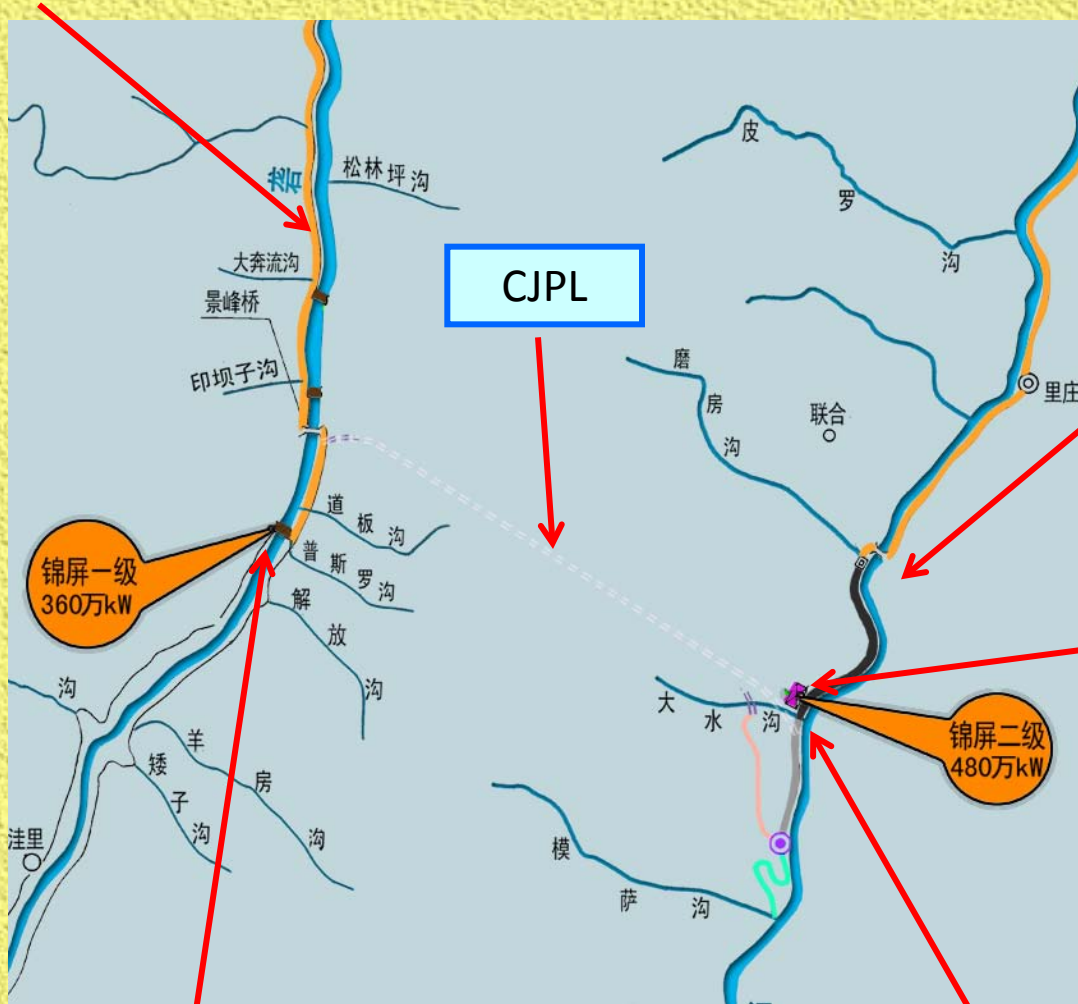 皮罗沟
松林坪沟
大奔流沟
景峰桥
CJPL
印坝子沟
磨房沟
联合
里庄
道板沟
普斯罗沟
锦屏一级
360万kW
解放沟
大水沟
沟
羊房沟
锦屏二级
480万kW
矮子沟
洼里
模萨沟